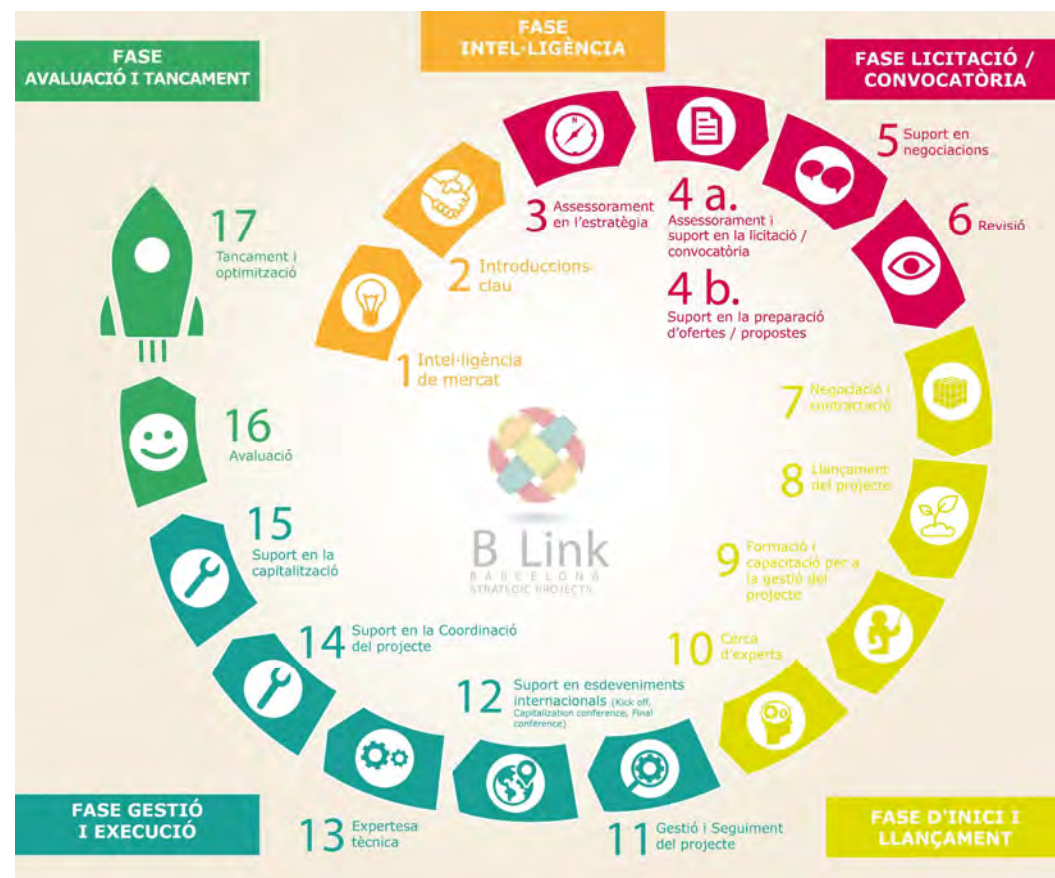 FASE
INTEL·LIGÈNCIA
FASE
AVALUACIÓ I TANCAMENT
FASE LICITACIÓ /
CONVOCATÒRIA
1 Intel·ligència
de mercat
2 Introduccions-
clau
3 Assessorament
en l'estratègia
4 a.
Assessorament i
suport en la licitació /
convocatòria
4 b.
Suport en la preparació
d'ofertes / propostes
5 Suport en
negociacions
6 Revisió
7 Negociació i
contractació
8 Llançament
del projecte
9 Formació i
capacitació per a
la gestió del
projecte
10 Cerca
d'experts
11 Gestió i Seguiment
del projecte
12 Suport en esdeveniments
internacionals (Kick off,
Capitalization conference, Final
conference)
13 Expertesa
tècnica
14 Suport en la Coordinació
del projecte
15
Suport en la
capitalització
16
Avaluació
17
Tancament i
optimització
B Link
BARCELONA
STRATEGIC PROJECTS
FASE GESTIÓ
I EXECUCIÓ
FASE D'INICI I
LLANÇAMENT
N